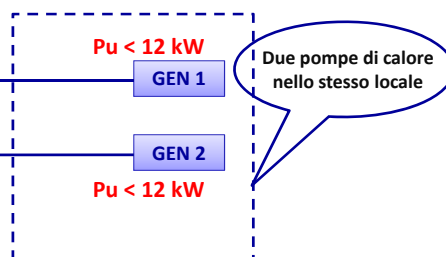 Pu < 12 kW
GEN 1
Due pompe di calore
nello stesso locale
GEN 2
Pu < 12 kW